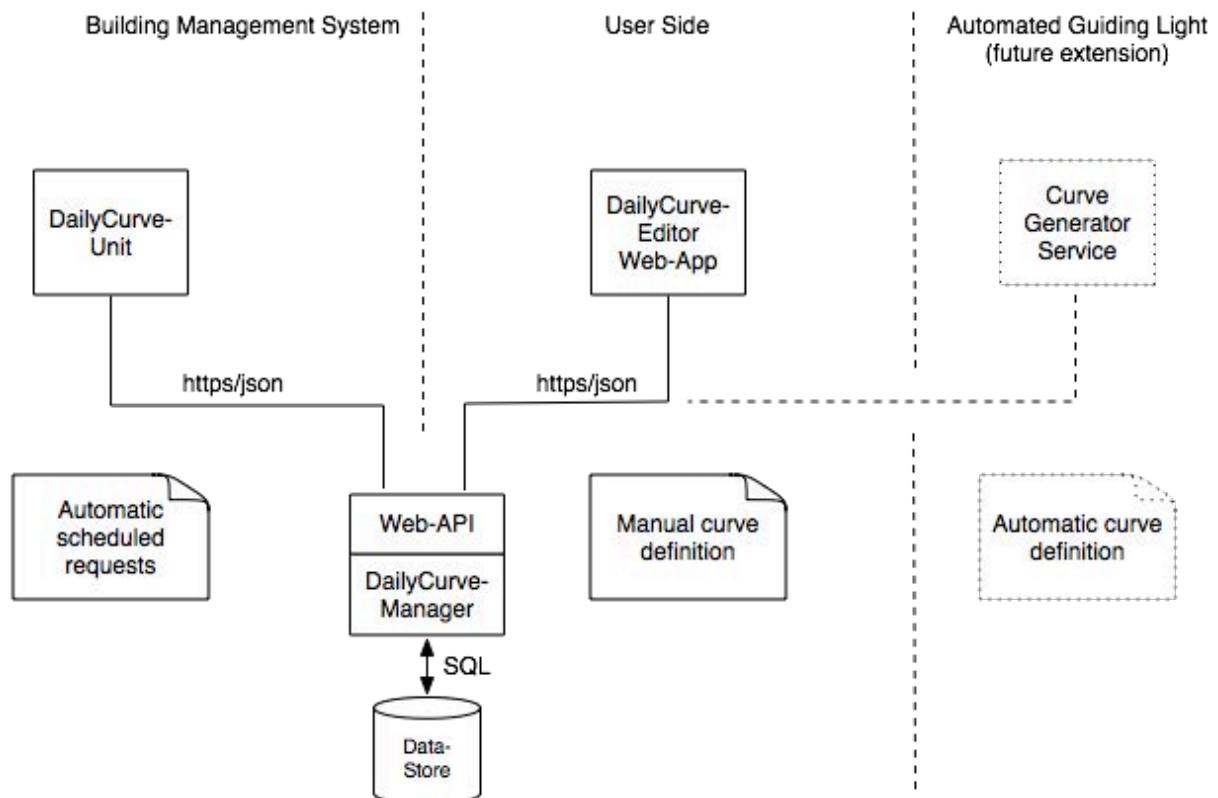 Building Management System
User Side
Automated Guiding Light
(future extension)
DailyCurve-
Unit
DailyCurve-
Editor
Web-App
Curve
Generator
Service
https/json
https/json
Automatic
scheduled
requests
Web-API
DailyCurve-
Manager
Manual curve
definition
Automatic curve
definition
SQL
Data-
Store